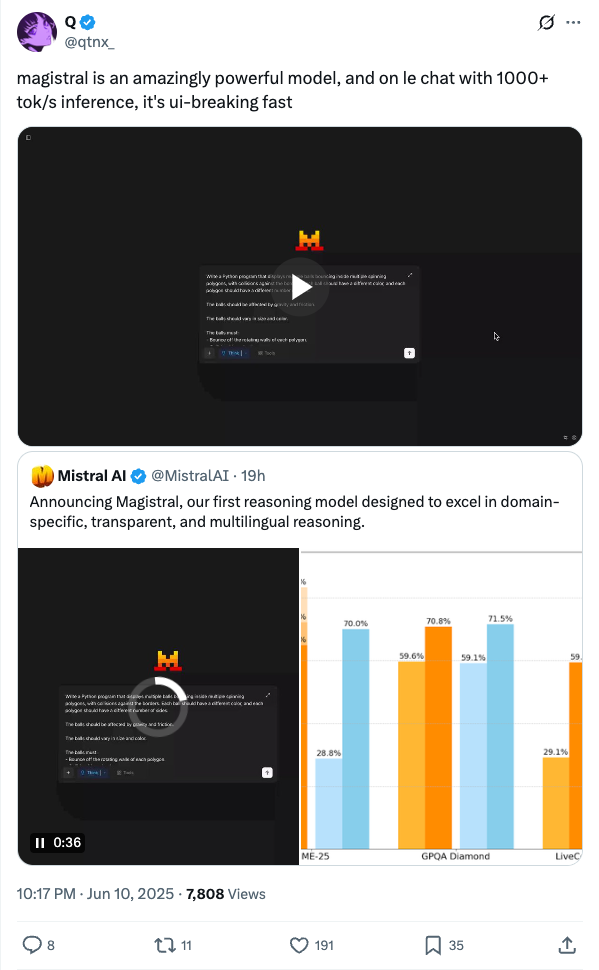 Q
@qtnx_
magistral is an amazingly powerful model, and on le chat with 1000+
tok/s inference, it's ui-breaking fast
Write a Python program that displays multiple balls bouncing inside multiple spinning
polygons, with collisions against the borders. Each ball should have a different color, and each
polygon should have a different number
The balls should be affected by gravity and friction.
The balls should vary in size and color.
The balls must:
- Bounce off the rotating walls of each polygon.
Think
Tools
Mistral AI @MistralAI · 19h
Announcing Magistral, our first reasoning model designed to excel in domain-
specific, transparent, and multilingual reasoning.
Write a Python program that displays multiple balls bouncing inside multiple spinning
polygons, with collisions against the borders. Each ball should have a different color, and each
polygon should have a different number of sides.
The balls should be affected by gravity and friction.
The balls should vary in size and color.
The balls must:
- Bounce off the rotating walls of each polygon.
Think
Tools
0:36
%
%
%
28.8%
70.0%
59.6%
70.8%
59.1%
71.5%
29.1%
59.
ME-25
GPQA Diamond
LiveC
10:17 PM · Jun 10, 2025 · 7,808 Views
8
11
191
35